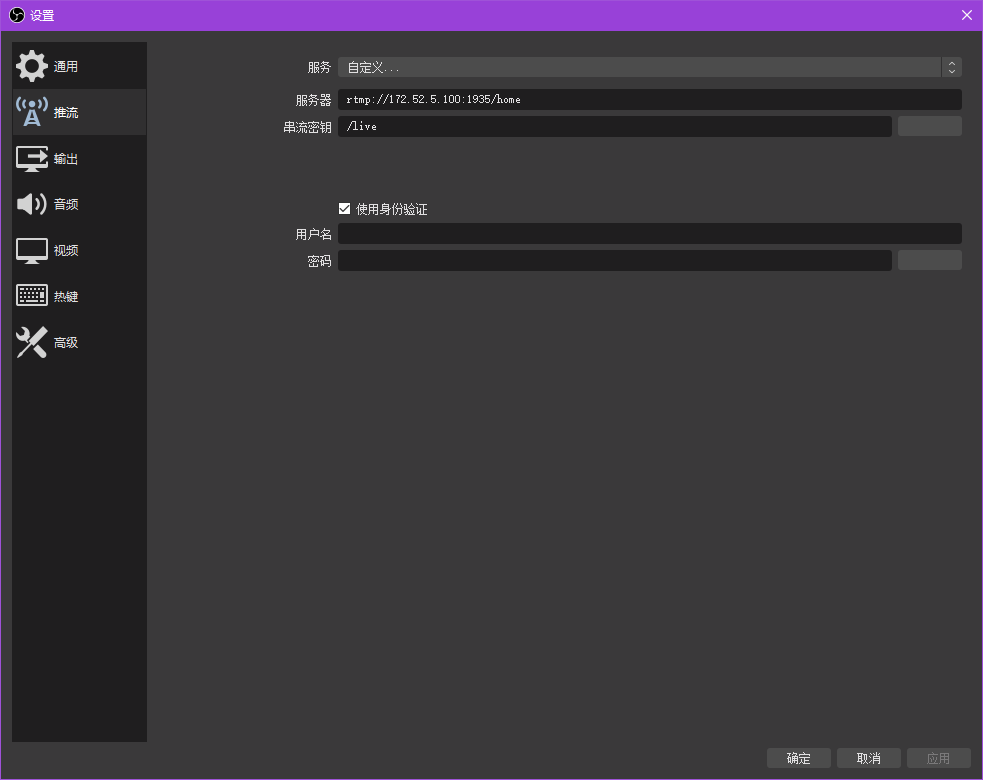 设置
通用
推流
输出
音频
视频
热键
高级
服务 自定义...
服务器 rtmp://172.52.5.100:1935/home
串流密钥 /live
使用身份验证
用户名
密码
确定 取消 应用